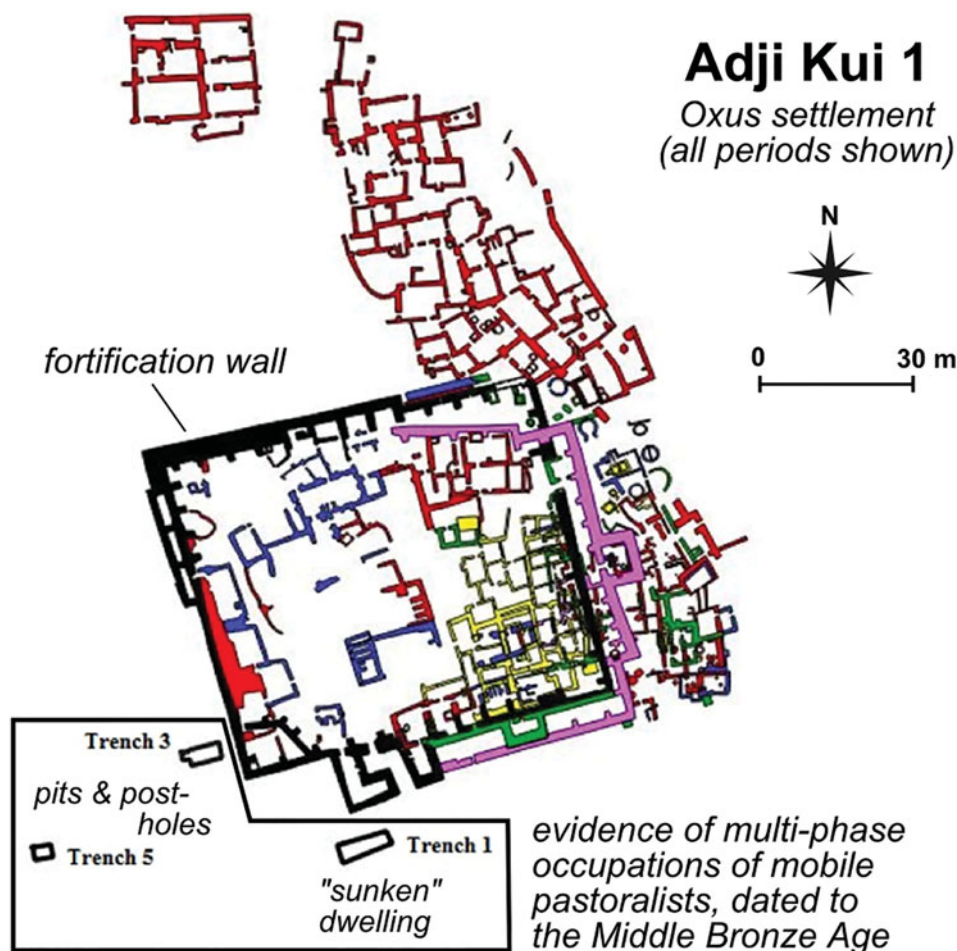 Adji Kui 1
Oxus settlement
(all periods shown)
N
0 30 m
fortification wall
Trench 3
pits & post-
holes
Trench 5
Trench 1
"sunken"
dwelling
evidence of multi-phase
occupations of mobile
pastoralists, dated to
the Middle Bronze Age